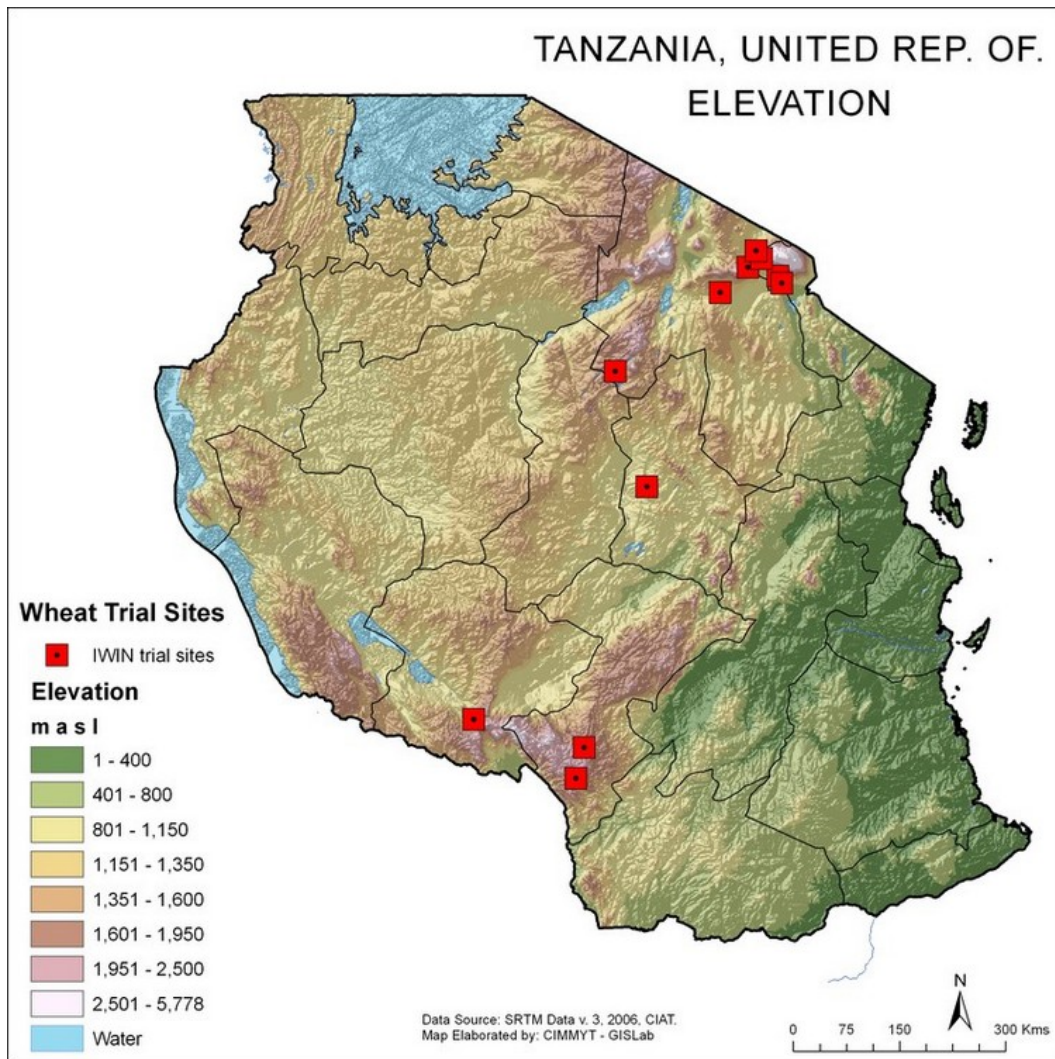 TANZANIA, UNITED REP. OF.
ELEVATION
Wheat Trial Sites
IWIN trial sites
Elevation
m a s l
1 - 400
401 - 800
801 - 1,150
1,151 - 1,350
1,351 - 1,600
1,601 - 1,950
1,951 - 2,500
2,501 - 5,778
Water
Data Source: SRTM Data v. 3, 2006, CIAT.
Map Elaborated by: CIMMYT - GISLab
N
0 75 150 300 Kms